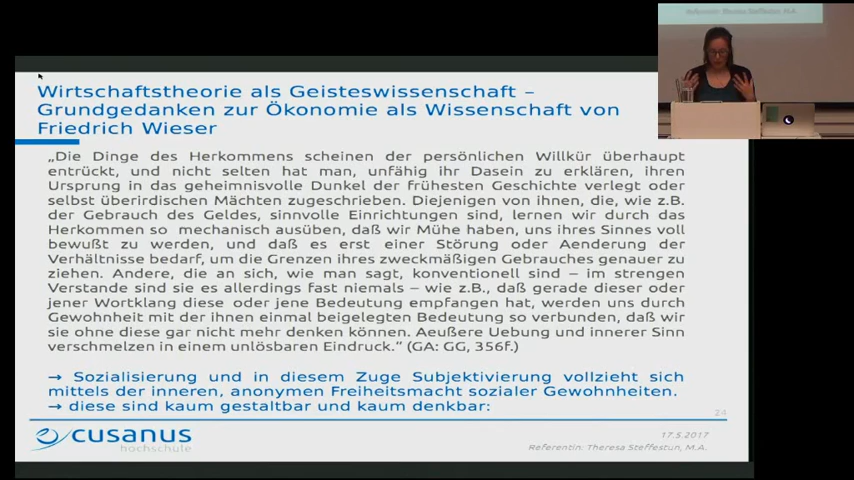 Referentin: Theresa Steffestun, M.A.
Wirtschaftstheorie als Geisteswissenschaft –
Grundgedanken zur Ökonomie als Wissenschaft von
Friedrich Wieser
„Die Dinge des Herkommens scheinen der persönlichen Willkür überhaupt
entrückt, und nicht selten hat man, unfähig ihr Dasein zu erklären, ihren
Ursprung in das geheimnisvolle Dunkel der frühesten Geschichte verlegt oder
selbst überirdischen Mächten zugeschrieben. Diejenigen von ihnen, die, wie z.B.
der Gebrauch des Geldes, sinnvolle Einrichtungen sind, lernen wir durch das
Herkommen so mechanisch ausüben, daß wir Mühe haben, uns ihres Sinnes voll
bewußt zu werden, und daß es erst einer Störung oder Aenderung der
Verhältnisse bedarf, um die Grenzen ihres zweckmäßigen Gebrauches genauer zu
ziehen. Andere, die an sich, wie man sagt, konventionell sind – im strengen
Verstande sind sie es allerdings fast niemals – wie z.B., daß gerade dieser oder
jener Wortklang diese oder jene Bedeutung empfangen hat, werden uns durch
Gewohnheit mit der ihnen einmal beigelegten Bedeutung so verbunden, daß wir
sie ohne diese gar nicht mehr denken können. Aeußere Uebung und innerer Sinn
verschmelzen in einem unlösbaren Eindruck.“ (GA: GG, 356f.)
→ Sozialisierung und in diesem Zuge Subjektivierung vollzieht sich
mittels der inneren, anonymen Freiheitsmacht sozialer Gewohnheiten.
→ diese sind kaum gestaltbar und kaum denkbar:
24
cusanus
hochschule
17.5.2017
Referentin: Theresa Steffestun, M.A.